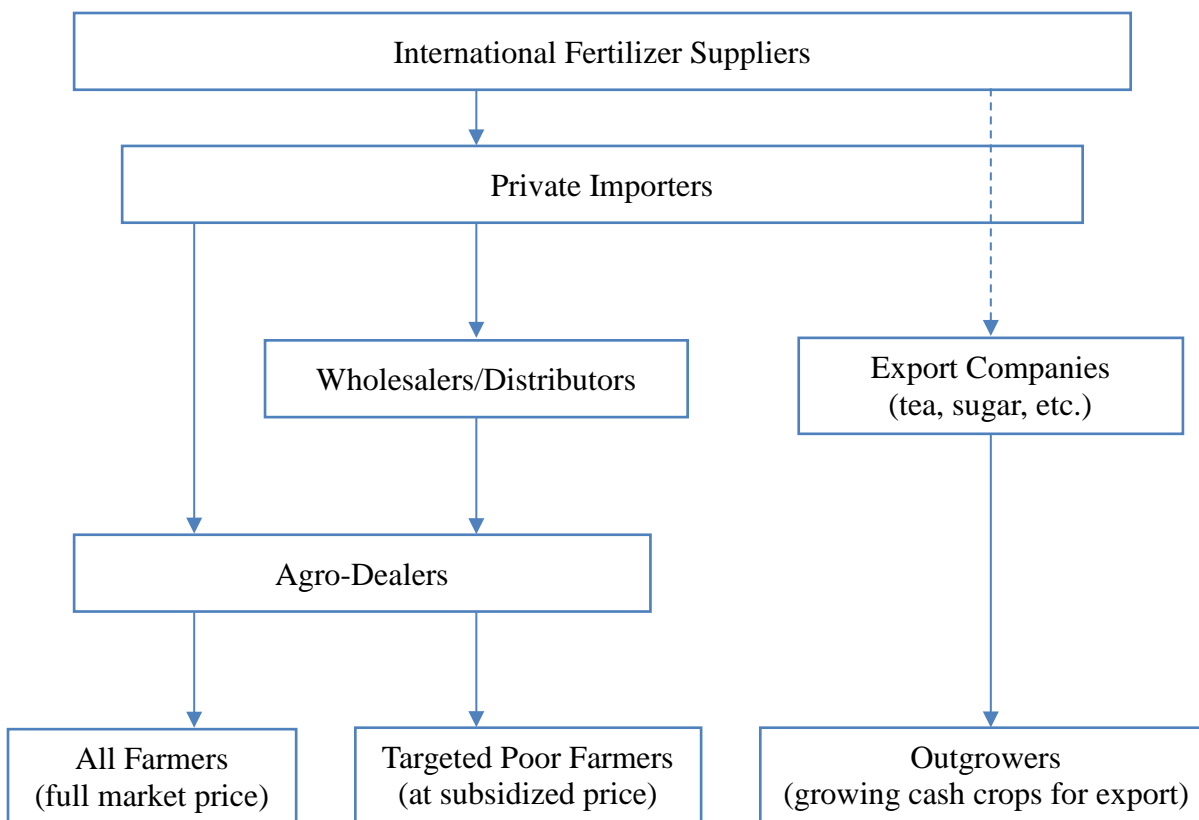 International Fertilizer Suppliers
Private Importers
Wholesalers/Distributors
Export Companies
(tea, sugar, etc.)
Agro-Dealers
All Farmers
(full market price)
Targeted Poor Farmers
(at subsidized price)
Outgrowers
(growing cash crops for export)